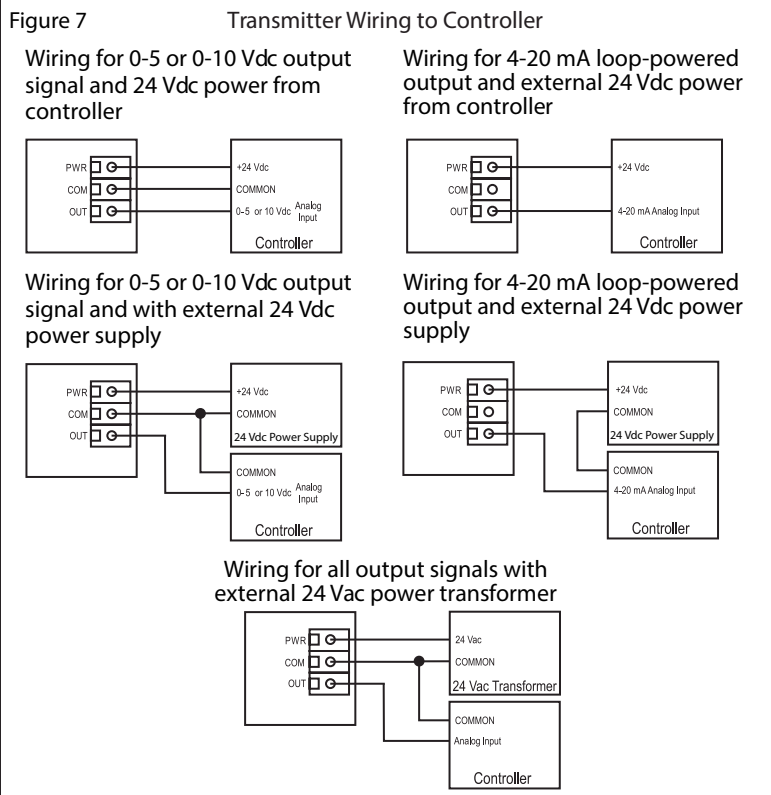 Figure 7
Transmitter Wiring to Controller
Wiring for 0-5 or 0-10 Vdc output
signal and 24 Vdc power from
controller
PWR
COM
OUT
+24 Vdc
COMMON
0-5 or 10 Vdc Analog
Input
Controller
Wiring for 4-20 mA loop-powered
output and external 24 Vdc power
from controller
PWR
COM
OUT
+24 Vdc
4-20 mA Analog Input
Controller
Wiring for 0-5 or 0-10 Vdc output
signal and with external 24 Vdc
power supply
PWR
COM
OUT
+24 Vdc
COMMON
24 Vdc Power Supply
COMMON
0-5 or 10 Vdc Analog
Input
Controller
Wiring for 4-20 mA loop-powered
output and external 24 Vdc power
supply
PWR
COM
OUT
+24 Vdc
COMMON
24 Vdc Power Supply
COMMON
4-20 mA Analog Input
Controller
Wiring for all output signals with
external 24 Vac power transformer
PWR
COM
OUT
24 Vac
COMMON
24 Vac Transformer
COMMON
Analog Input
Controller